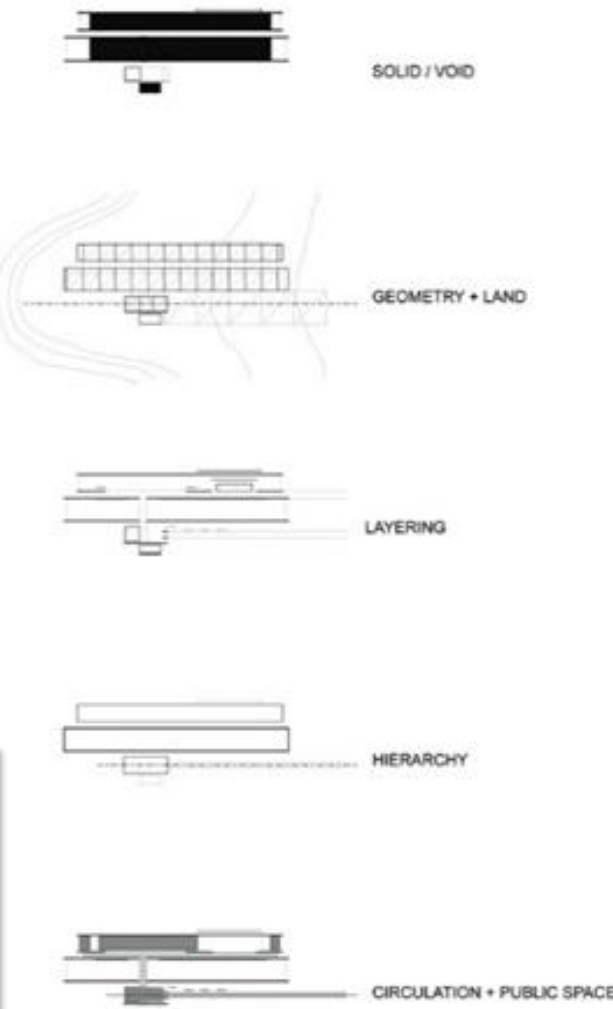 SOLID / VOID
GEOMETRY + LAND
LAYERING
HIERARCHY
CIRCULATION + PUBLIC SPACE